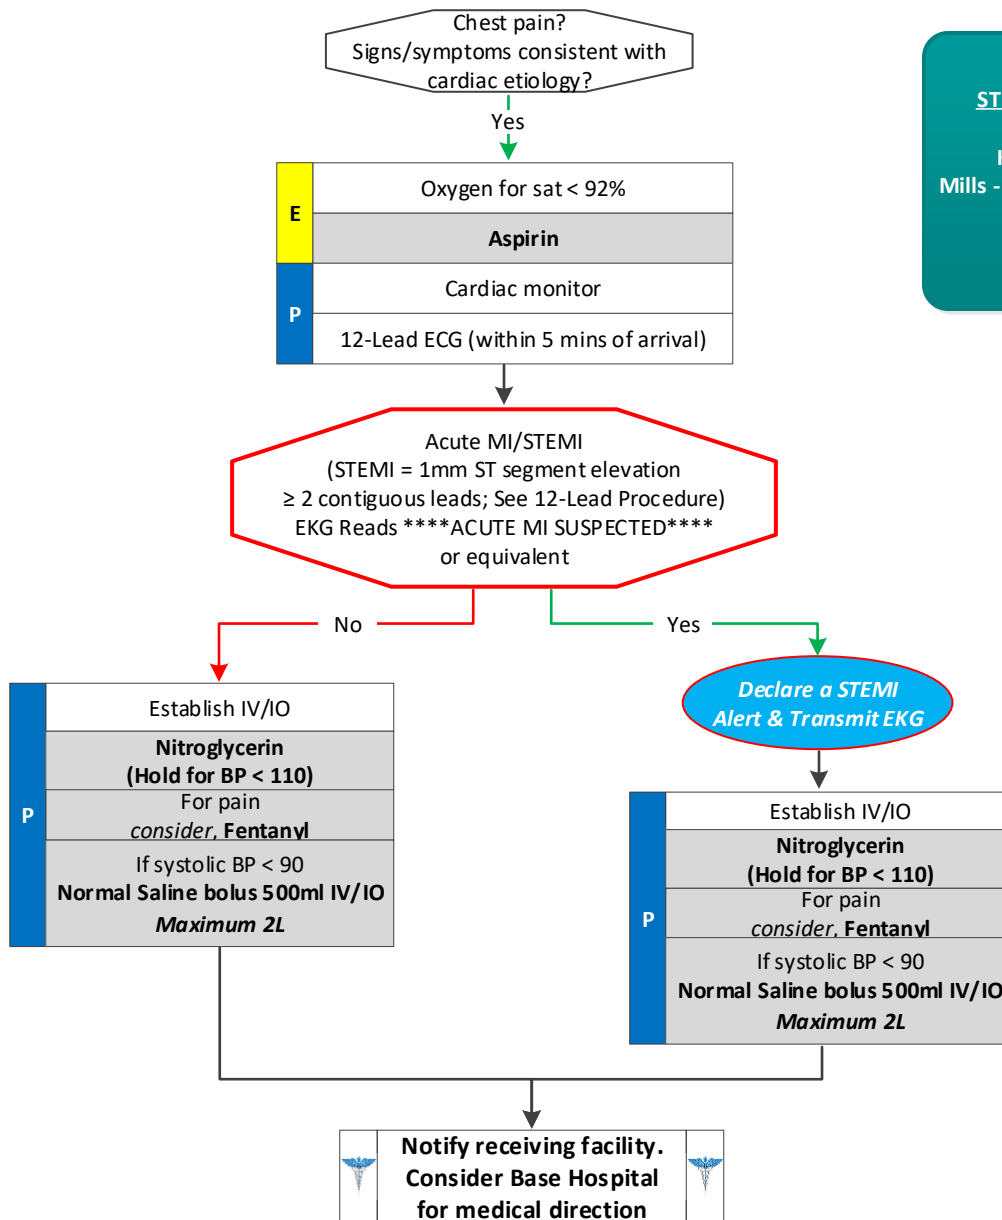 Chest pain?
Signs/symptoms consistent with
cardiac etiology?
Yes
E
Oxygen for sat < 92%
Aspirin
P
Cardiac monitor
12-Lead ECG (within 5 mins of arrival)
ST
Mills -
Acute MI/STEMI
(STEMI = 1mm ST segment elevation
≥ 2 contiguous leads; See 12-Lead Procedure)
EKG Reads ****ACUTE MI SUSPECTED****
or equivalent
No
Yes
P
Establish IV/IO
Nitroglycerin
(Hold for BP < 110)
For pain
consider, Fentanyl
If systolic BP < 90
Normal Saline bolus 500ml IV/IO
Maximum 2L
Declare a STEMI
Alert & Transmit EKG
P
Establish IV/IO
Nitroglycerin
(Hold for BP < 110)
For pain
consider, Fentanyl
If systolic BP < 90
Normal Saline bolus 500ml IV/IO
Maximum 2L
Notify receiving facility.
Consider Base Hospital
for medical direction